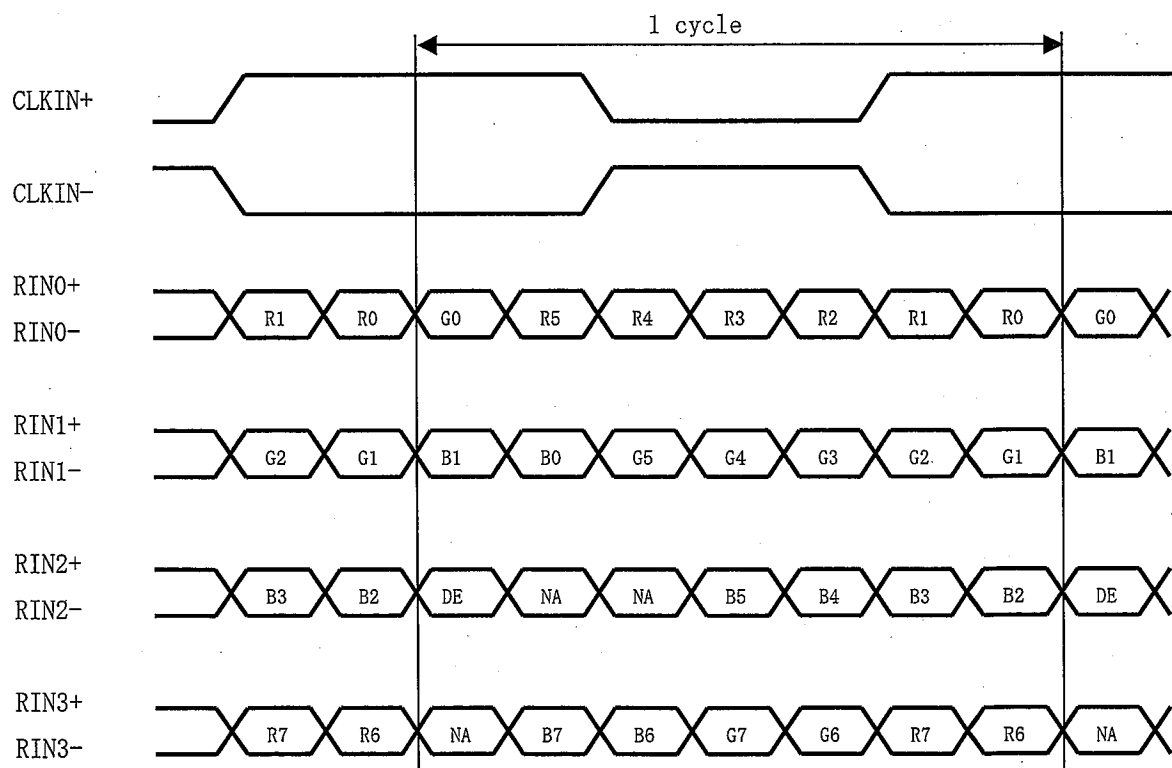 1 cycle
CLKIN+
CLKIN-
RIN0+
RIN0-
R1 R0 G0 R5 R4 R3 R2 R1 R0 G0
RIN1+
RIN1-
G2 G1 B1 B0 G5 G4 G3 G2 G1 B1
RIN2+
RIN2-
B3 B2 DE NA NA B5 B4 B3 B2 DE
RIN3+
RIN3-
R7 R6 NA B7 B6 G7 G6 R7 R6 NA